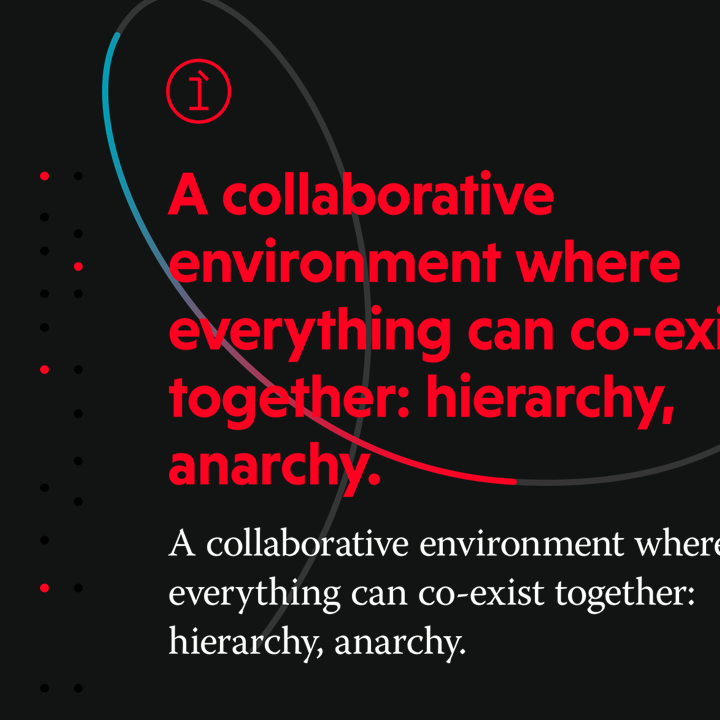 1
A collaborative
environment where
everything can co-exi
together: hierarchy,
anarchy.
A collaborative environment where
everything can co-exist together:
hierarchy, anarchy.